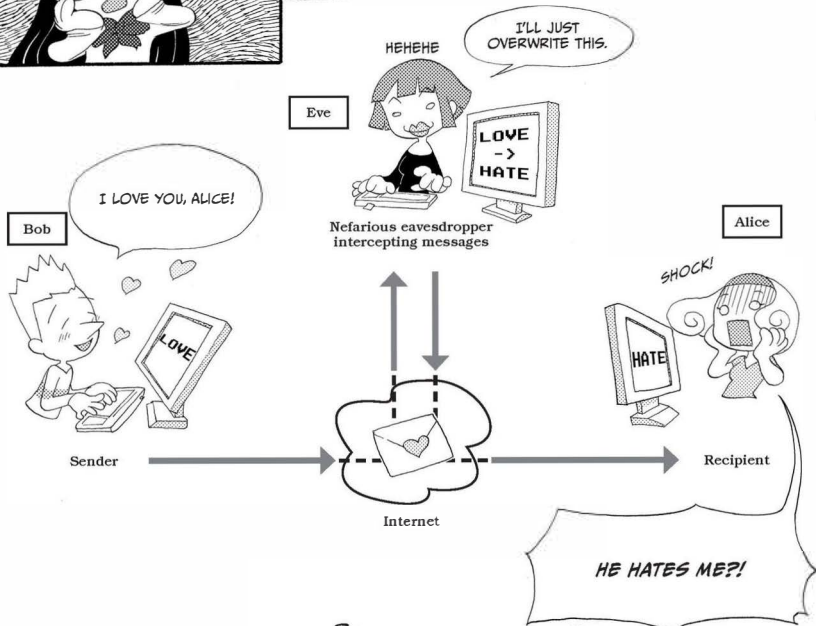 HEHEHE
I'LL JUST
OVERWRITE THIS.
Eve
LOVE
->
HATE
Nefarious eavesdropper
intercepting messages
Bob
I LOVE YOU, ALICE!
LOVE
Sender
Internet
Alice
SHOCK!
HATE
Recipient
HE HATES ME?!